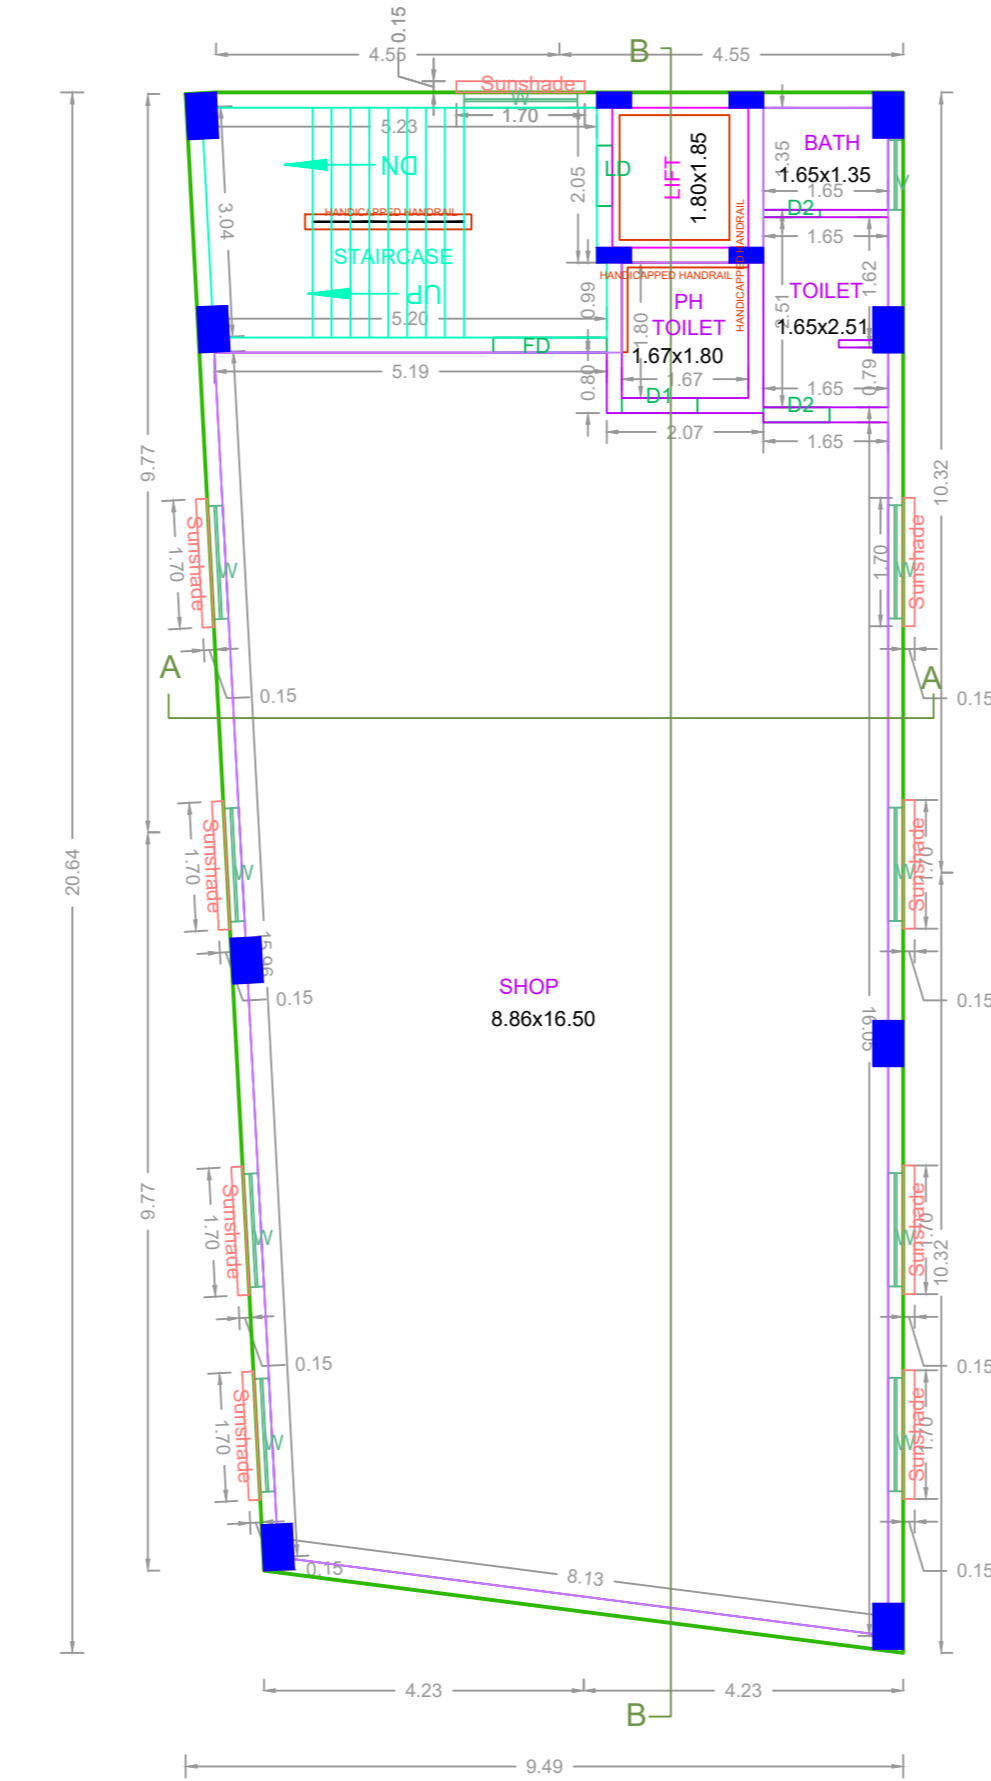 0.15
4.55
B
4.55
Sunshade
W
1.70
5.23
DN
HANDICAPPED HANDRAIL
STAIRCASE
UP
5.20
3.04
FD
5.19
LD
2.05
LIFT
1.80x1.85
HANDICAPPED HANDRAIL
HANDICAPPED HANDRAIL
BATH
1.65x1.35
1.35
1.65
V
D2
1.65
PH
TOILET
1.67x1.80
1.80
1.67
0.99
0.80
D1
2.07
TOILET
1.65x2.51
2.51
1.62
0.79
1.65
D2
1.65
9.77
10.32
Sunshade
1.70
W
0.15
1.70
W
Sunshade
0.15
A
A
20.64
Sunshade
1.70
W
0.15
15.96
W
Sunshade
1.70
0.15
SHOP
8.86x16.50
16.05
9.77
10.32
Sunshade
1.70
W
0.15
W
Sunshade
1.70
0.15
Sunshade
1.70
W
0.15
W
Sunshade
1.70
0.15
8.13
4.23
4.23
B
9.49